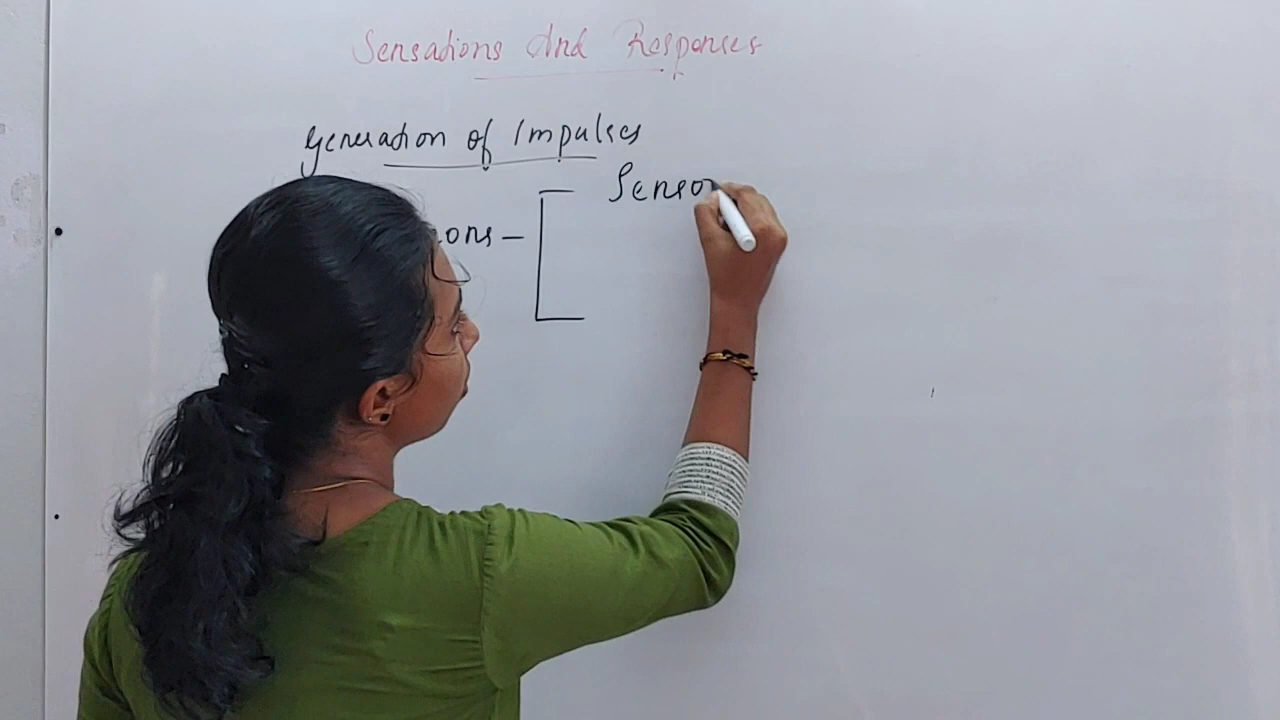 Sensations And Responses
Generation of Impulses
Senso
ons –